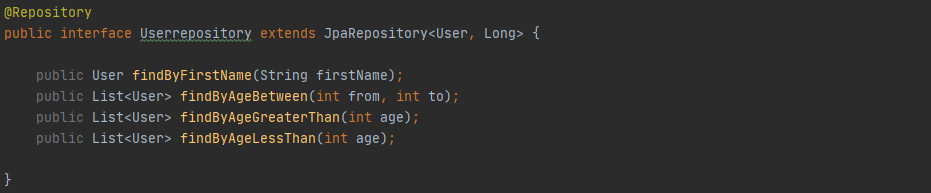 @Repository
public interface Userrepository extends JpaRepository<User, Long> {
public User findByFirstName(String firstName);
public List<User> findByAgeBetween(int from, int to);
public List<User> findByAgeGreaterThan(int age);
public List<User> findByAgeLessThan(int age);
}